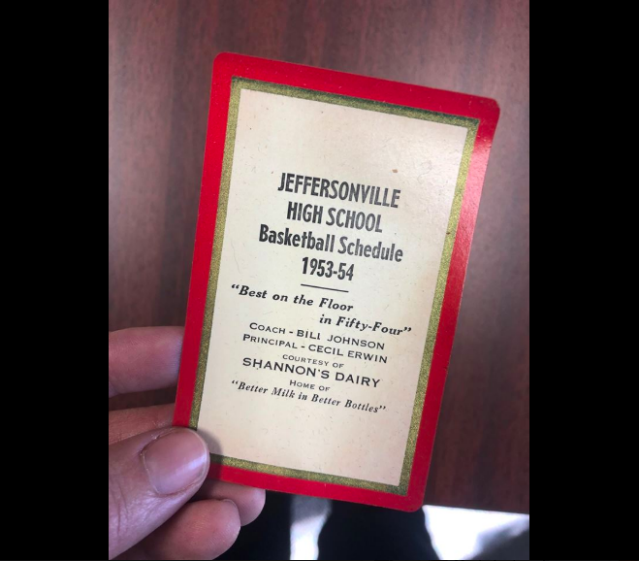 JEFFERSONVILLE
HIGH SCHOOL
Basketball Schedule
1953-54
"Best on the Floor
in Fifty-Four"
COACH - BILL JOHNSON
PRINCIPAL - CECIL ERWIN
COURTESY OF
SHANNON'S DAIRY
HOME OF
"Better Milk in Better Bottles"